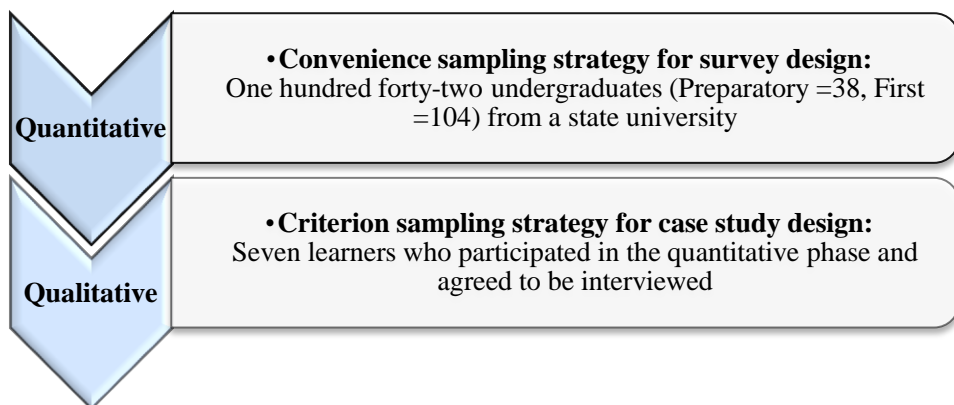 Quantitative
•Convenience sampling strategy for survey design:
One hundred forty-two undergraduates (Preparatory =38, First
=104) from a state university
Qualitative
•Criterion sampling strategy for case study design:
Seven learners who participated in the quantitative phase and
agreed to be interviewed